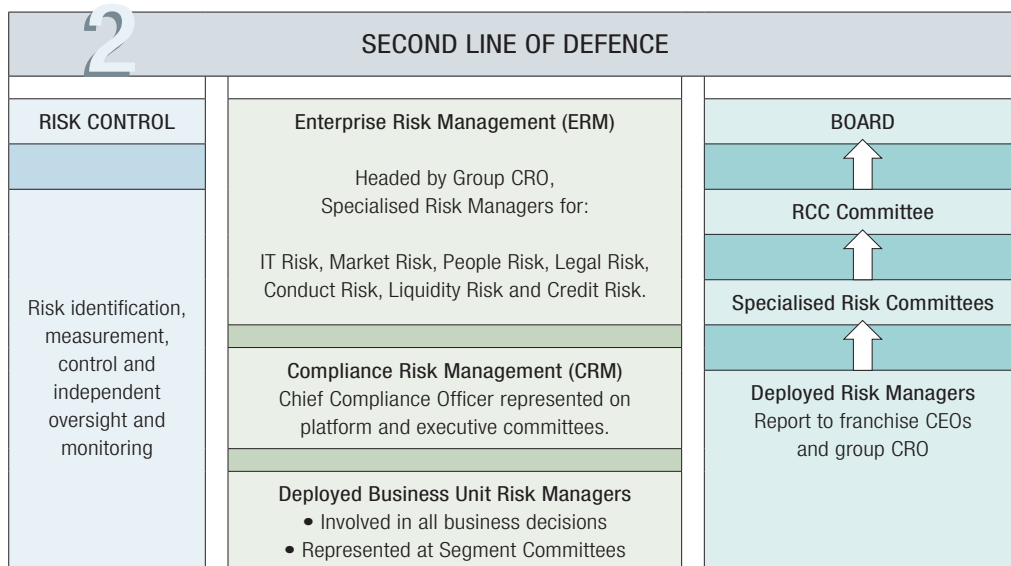 2
SECOND LINE OF DEFENCE
RISK CONTROL
Risk identification,
measurement,
control and
independent
oversight and
monitoring
Enterprise Risk Management (ERM)
Headed by Group CRO,
Specialised Risk Managers for:
IT Risk, Market Risk, People Risk, Legal Risk,
Conduct Risk, Liquidity Risk and Credit Risk.
Compliance Risk Management (CRM)
Chief Compliance Officer represented on
platform and executive committees.
Deployed Business Unit Risk Managers
• Involved in all business decisions
• Represented at Segment Committees
BOARD
RCC Committee
Specialised Risk Committees
Deployed Risk Managers
Report to franchise CEOs
and group CRO